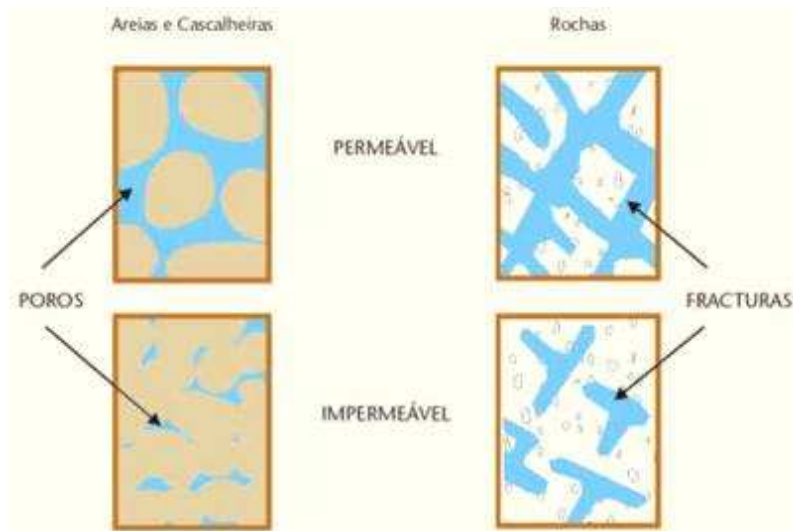 Areias e Cascalheiras
Rochas
PERMEÁVEL
POROS
FRACTURAS
IMPERMEÁVEL